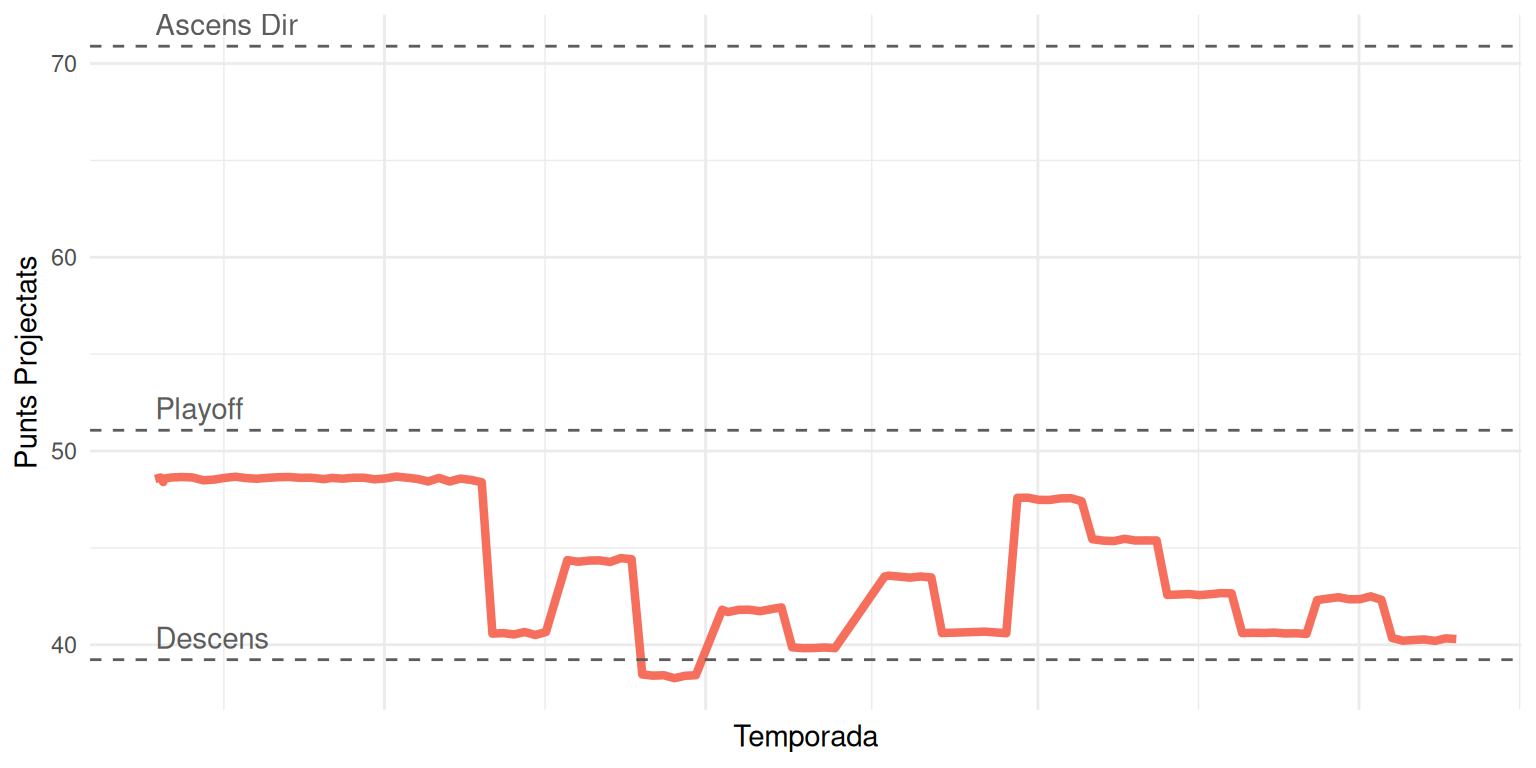 Ascens Dir
70
60
Punts Projectats
Playoff
50
Descens
40
Temporada